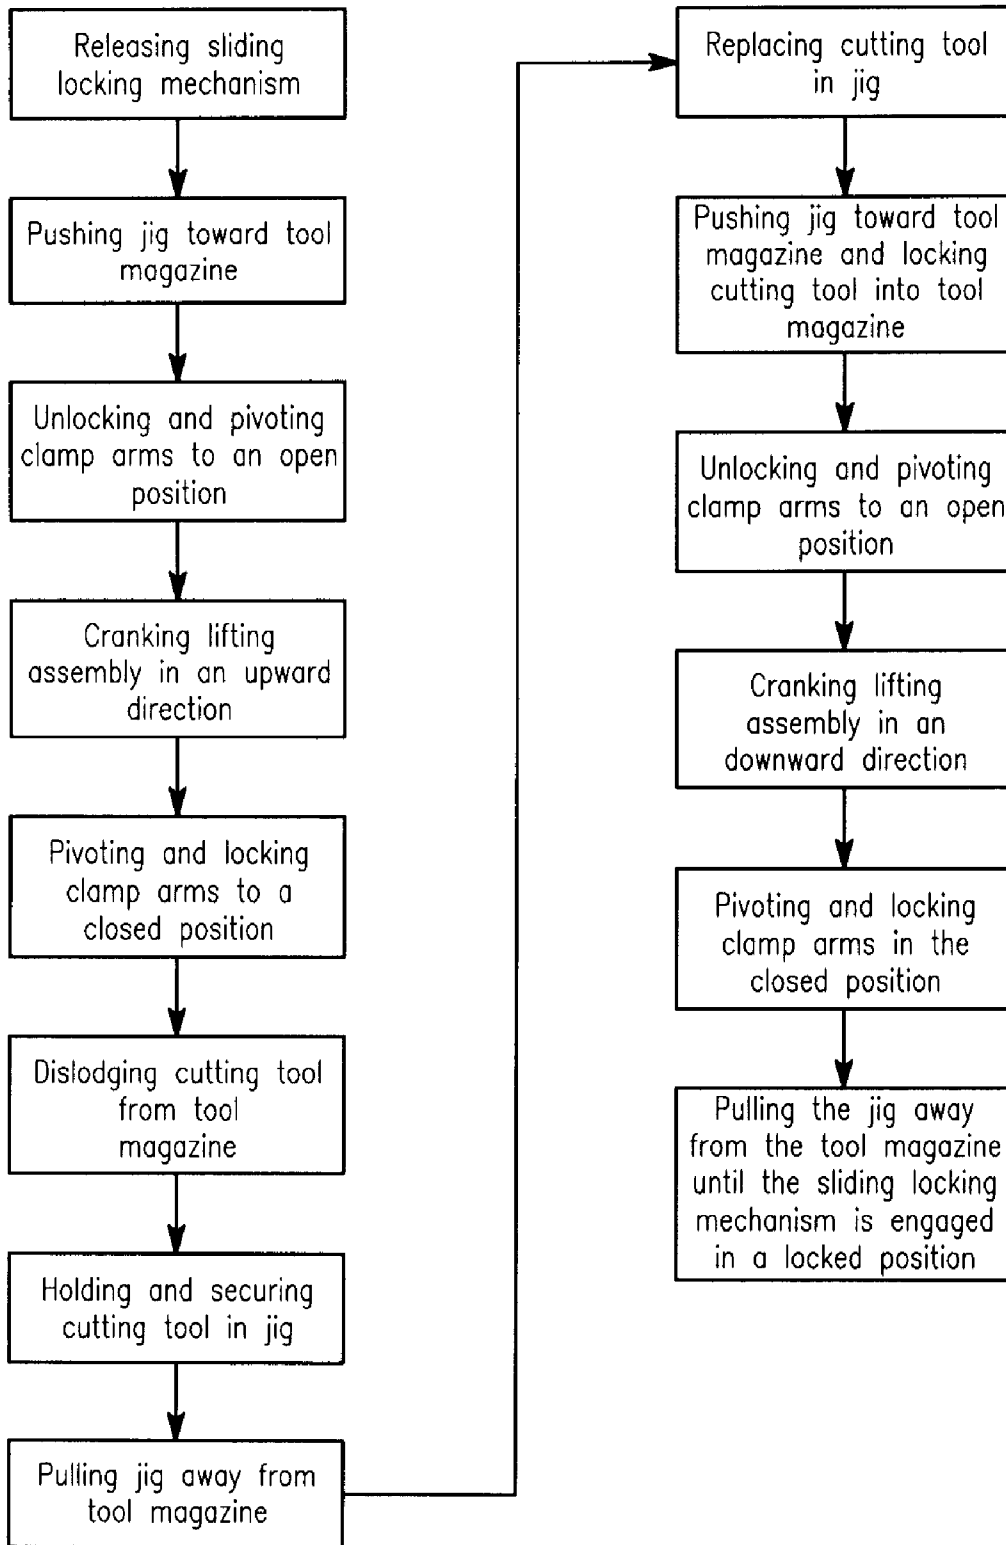 Releasing sliding
locking mechanism
Pushing jig toward tool
magazine
Unlocking and pivoting
clamp arms to an open
position
Cranking lifting
assembly in an upward
direction
Pivoting and locking
clamp arms to a
closed position
Dislodging cutting tool
from tool
magazine
Holding and securing
cutting tool in jig
Pulling jig away from
tool magazine
Replacing cutting tool
in jig
Pushing jig toward tool
magazine and locking
cutting tool into tool
magazine
Unlocking and pivoting
clamp arms to an open
position
Cranking lifting
assembly in an
downward direction
Pivoting and locking
clamp arms in the
closed position
Pulling the jig away
from the tool magazine
until the sliding locking
mechanism is engaged
in a locked position